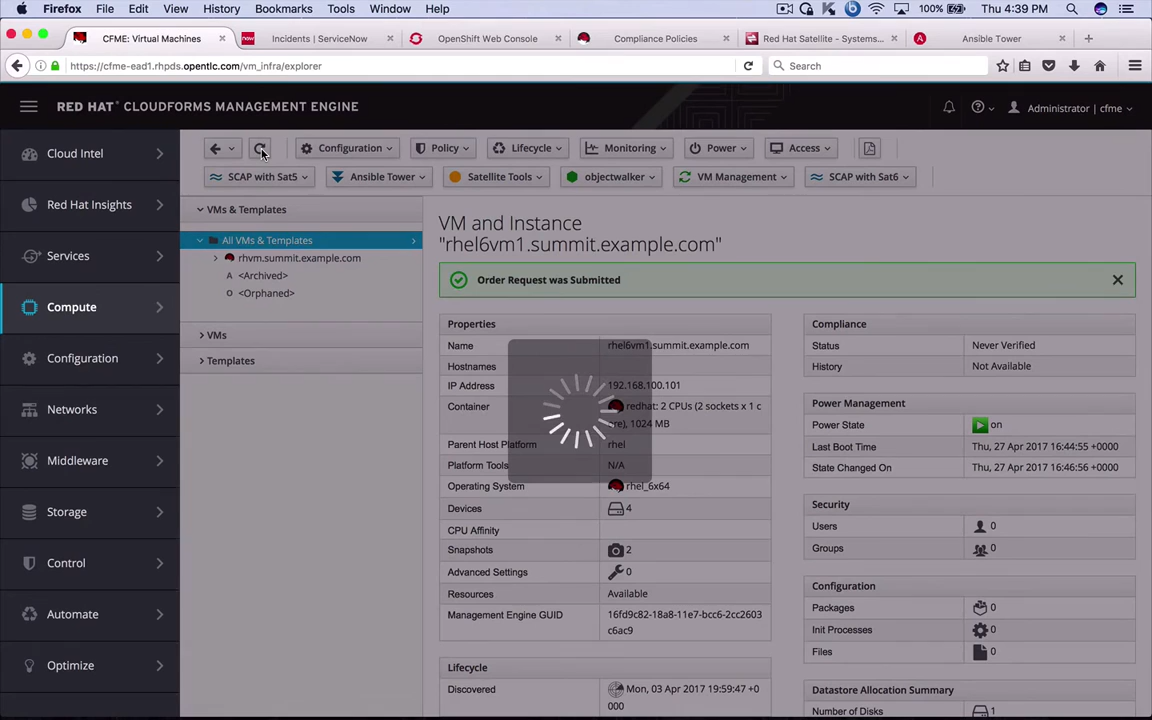 Firefox File Edit View History Bookmarks Tools Window Help 100% Thu 4:39 PM
CFME: Virtual Machines Incidents | ServiceNow OpenShift Web Console Compliance Policies Red Hat Satellite - Systems... Ansible Tower
https://cfme-ead1.rhpds.opentlc.com/vm_infra/explorer Search
RED HAT® CLOUDFORMS MANAGEMENT ENGINE Administrator | cfme
Cloud Intel
Red Hat Insights
Services
Compute
Configuration
Networks
Middleware
Storage
Control
Automate
Optimize
Configuration Policy Lifecycle Monitoring Power Access
SCAP with Sat5 Ansible Tower Satellite Tools objectwalker VM Management SCAP with Sat6
VMs & Templates
All VMs & Templates
rhvm.summit.example.com
A <Archived>
O <Orphaned>
VMs
Templates
VM and Instance
"rhel6vm1.summit.example.com"
Order Request was Submitted
Properties
Name rhel6vm1.summit.example.com
Hostnames
IP Address 192.168.100.101
Container redhat: 2 CPUs (2 sockets x 1 c
ore), 1024 MB
Parent Host Platform rhel
Platform Tools N/A
Operating System rhel_6x64
Devices 4
CPU Affinity
Snapshots 2
Advanced Settings 0
Resources Available
Management Engine GUID 16fd9c82-18a8-11e7-bcc6-2cc2603
c6ac9
Lifecycle
Discovered Mon, 03 Apr 2017 19:59:47 +0
000
Compliance
Status Never Verified
History Not Available
Power Management
Power State on
Last Boot Time Thu, 27 Apr 2017 16:44:55 +0000
State Changed On Thu, 27 Apr 2017 16:46:56 +0000
Security
Users 0
Groups 0
Configuration
Packages 0
Init Processes 0
Files 0
Datastore Allocation Summary
Number of Disks 1